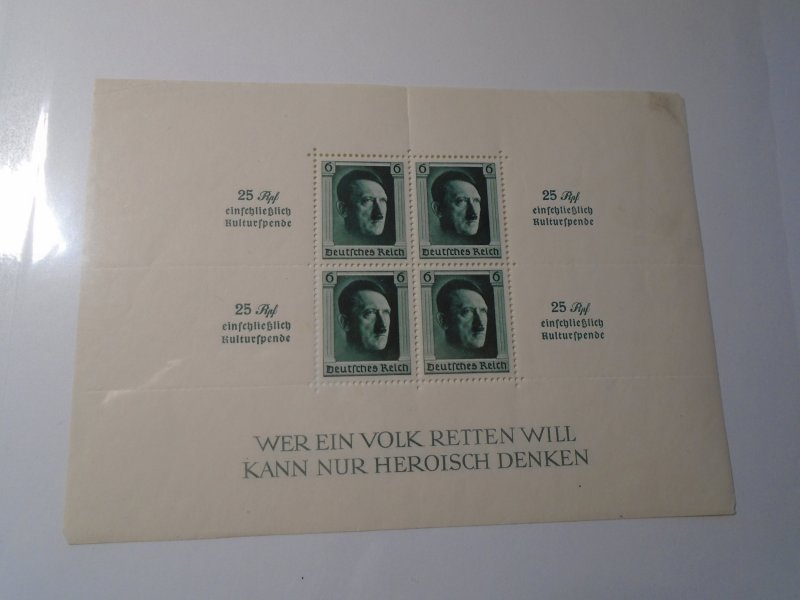 6 6 6 6
Deutsches Reich Deutsches Reich
25 Rpf
einschließlich
Kulturspende
25 Rpf
einschließlich
Kulturspende
6 6 6 6
Deutsches Reich Deutsches Reich
25 Rpf
einschließlich
Kulturspende
25 Rpf
einschließlich
Kulturspende
WER EIN VOLK RETTEN WILL
KANN NUR HEROISCH DENKEN